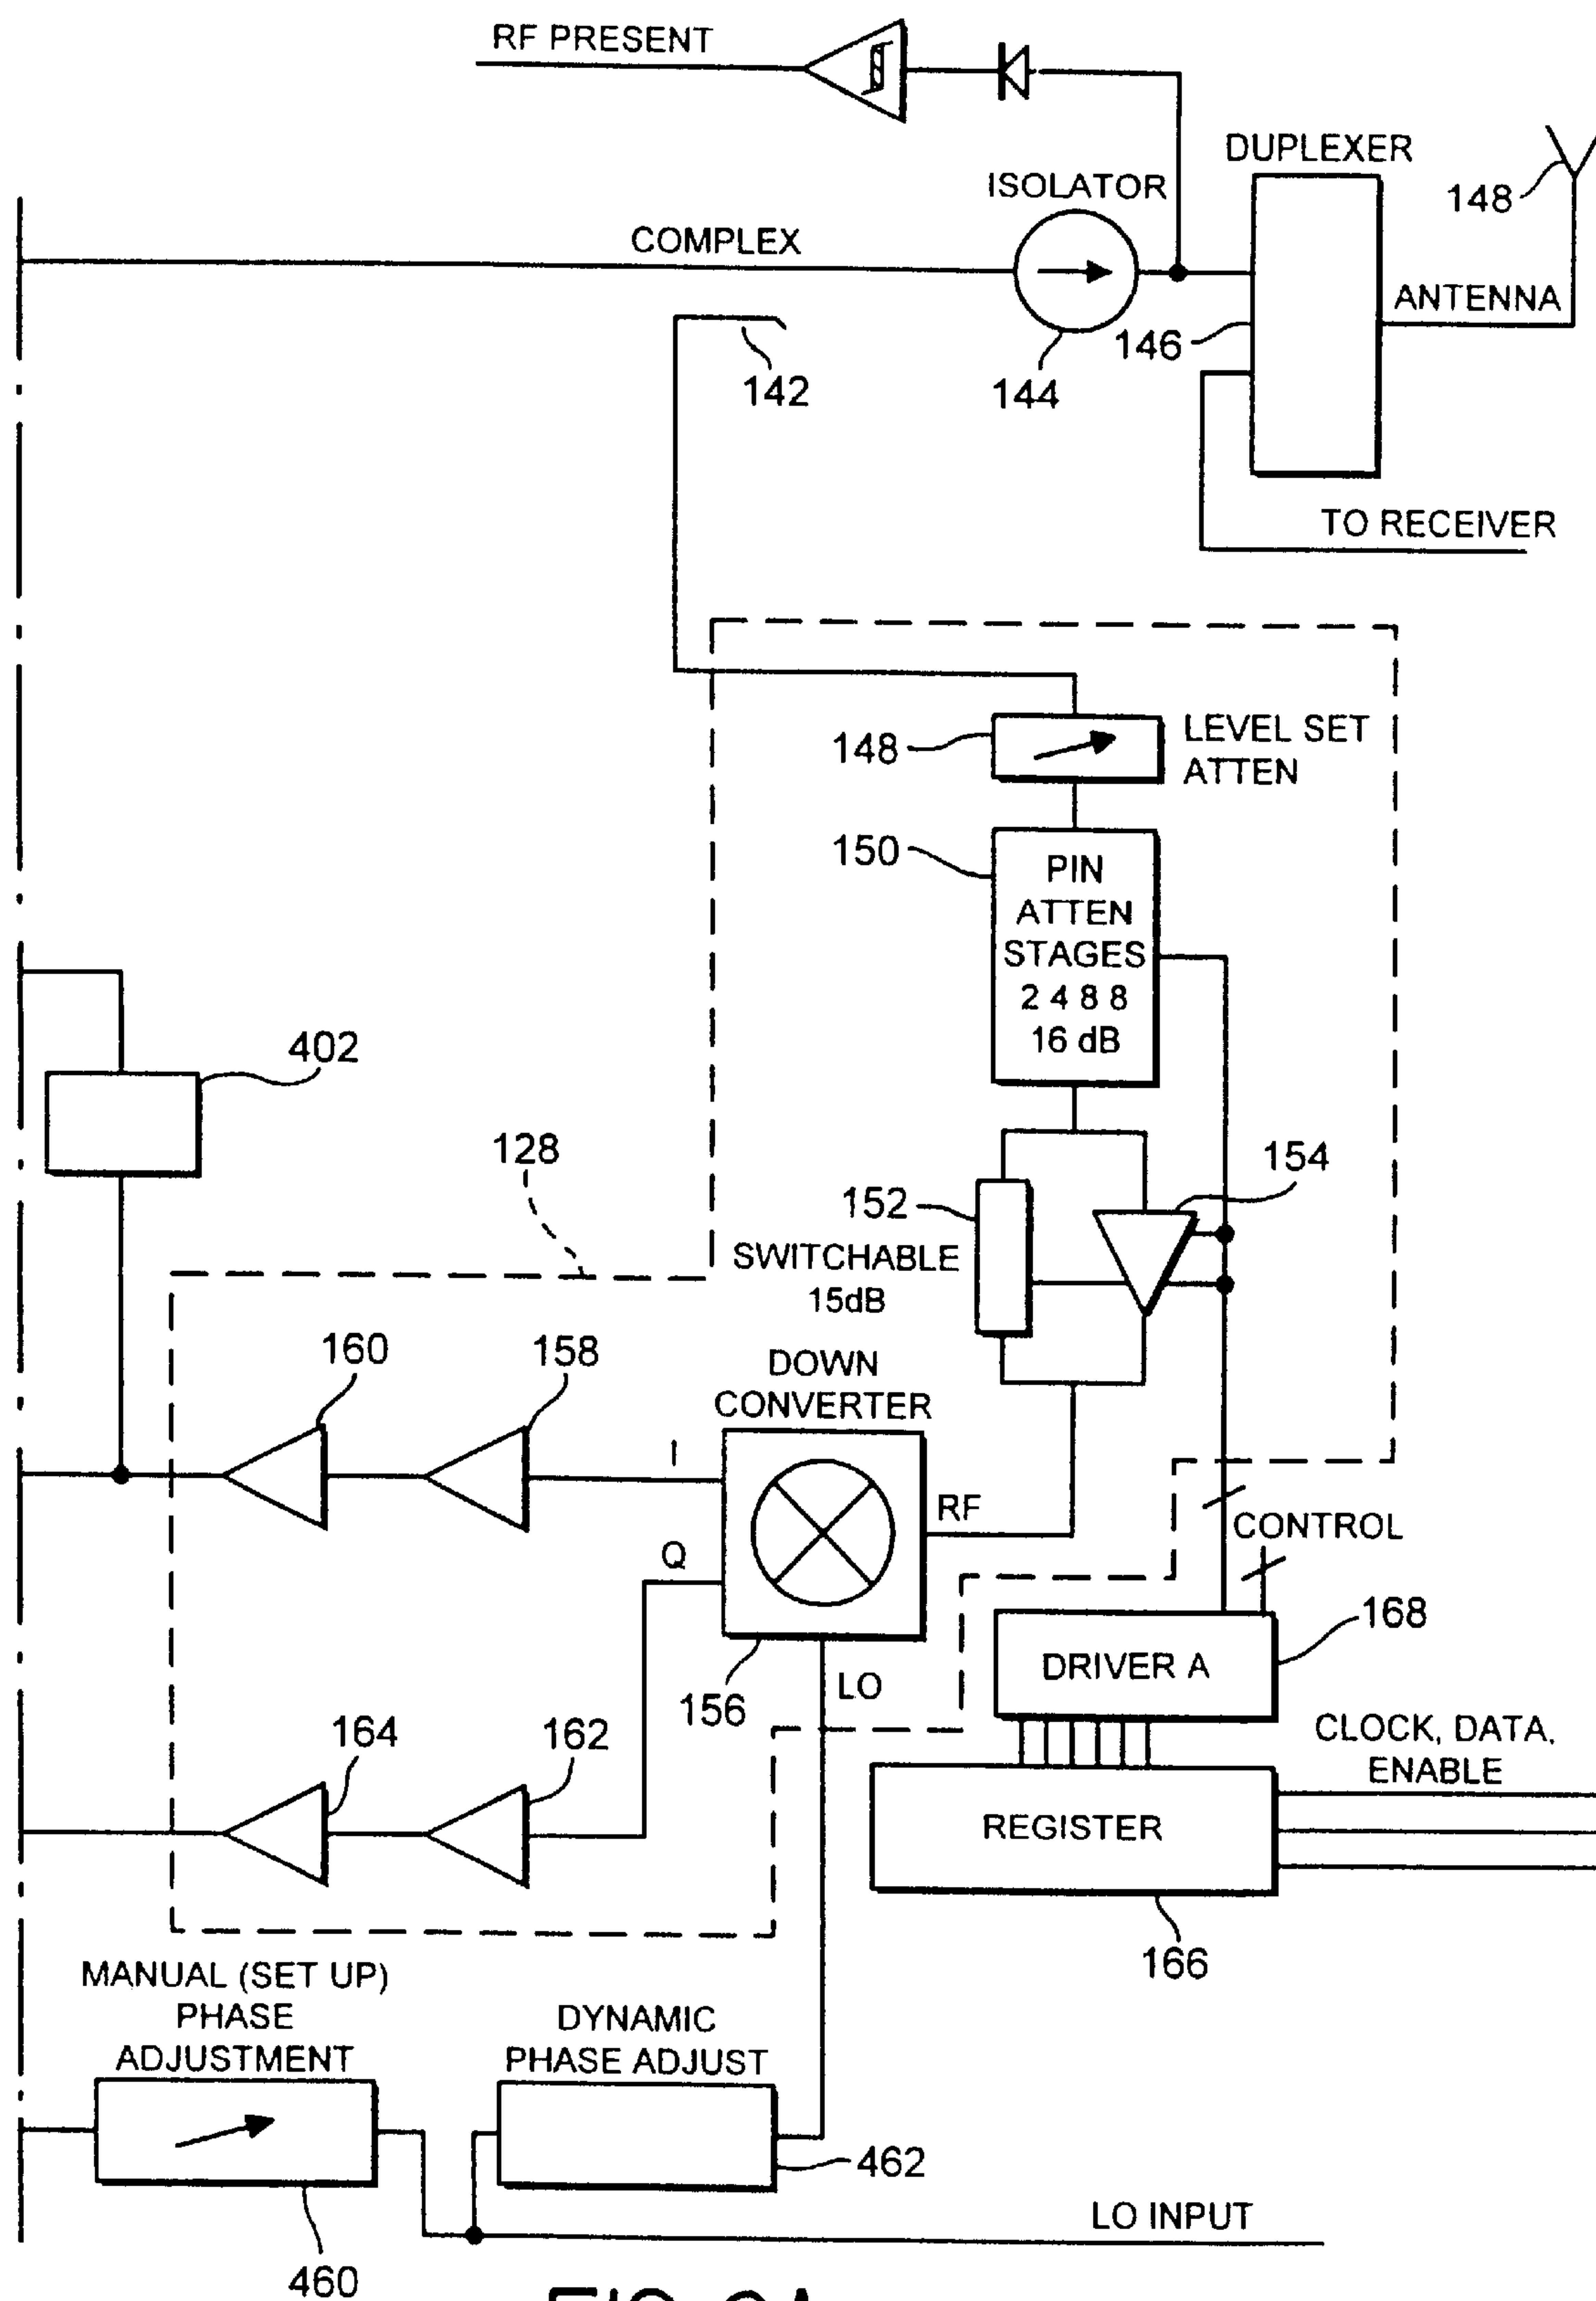 RF PRESENT
DUPLEXER
148
ISOLATOR
COMPLEX
ANTENNA
146
144
142
TO RECEIVER
148
LEVEL SET
ATTEN
150
PIN
ATTEN
STAGES
2 4 8 8
16 dB
402
128
154
152
SWITCHABLE
15dB
160
158
DOWN
CONVERTER
I
RF
Q
CONTROL
168
DRIVER A
156
LO
164
162
CLOCK, DATA,
ENABLE
REGISTER
166
MANUAL (SET UP)
PHASE
ADJUSTMENT
DYNAMIC
PHASE ADJUST
462
LO INPUT
460